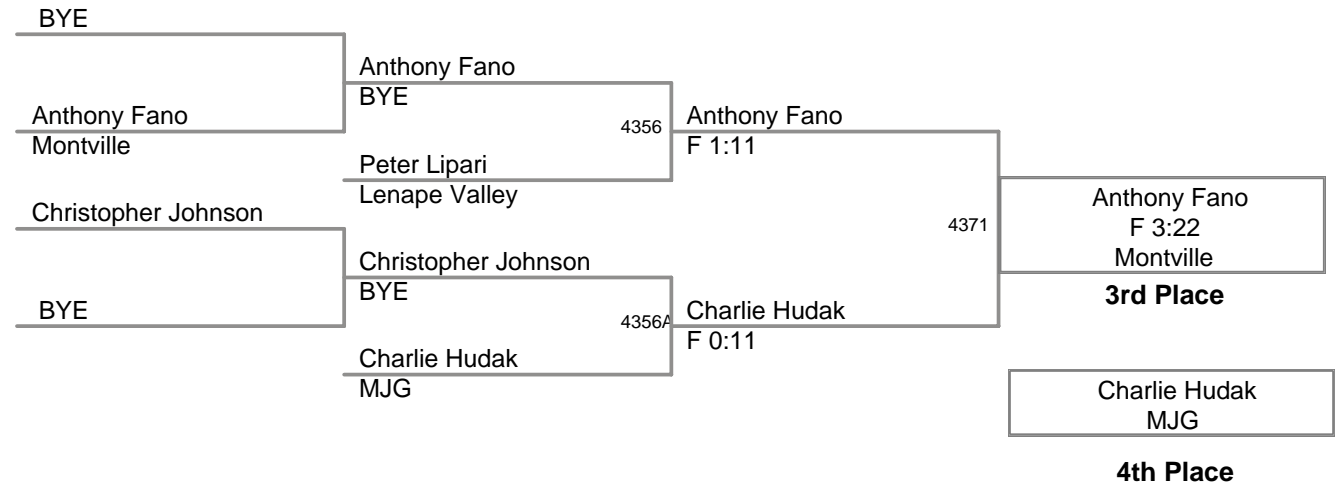 BYE
Anthony Fano
BYE
Anthony Fano
Montville
4356
Anthony Fano
F 1:11
Peter Lipari
Lenape Valley
Christopher Johnson
4371
Anthony Fano
F 3:22
Montville
3rd Place
Christopher Johnson
BYE
BYE
4356A
Charlie Hudak
F 0:11
Charlie Hudak
MJG
Charlie Hudak
MJG
4th Place